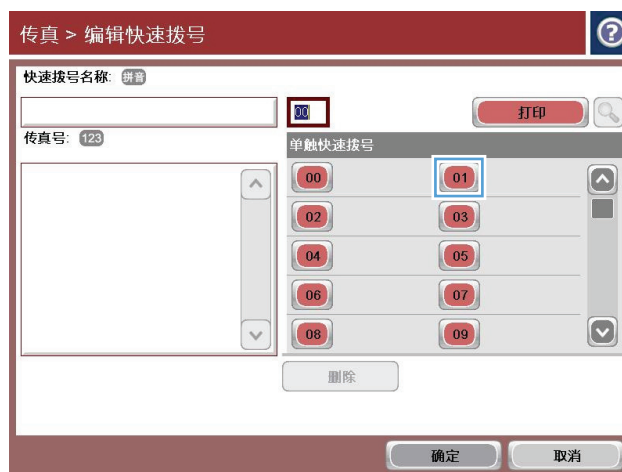 传真 > 编辑快速拨号
?
快速拨号名称: 拼音
00
打印
传真号: 123
单触快速拨号
00 01
02 03
04 05
06 07
08 09
删除
确定 取消